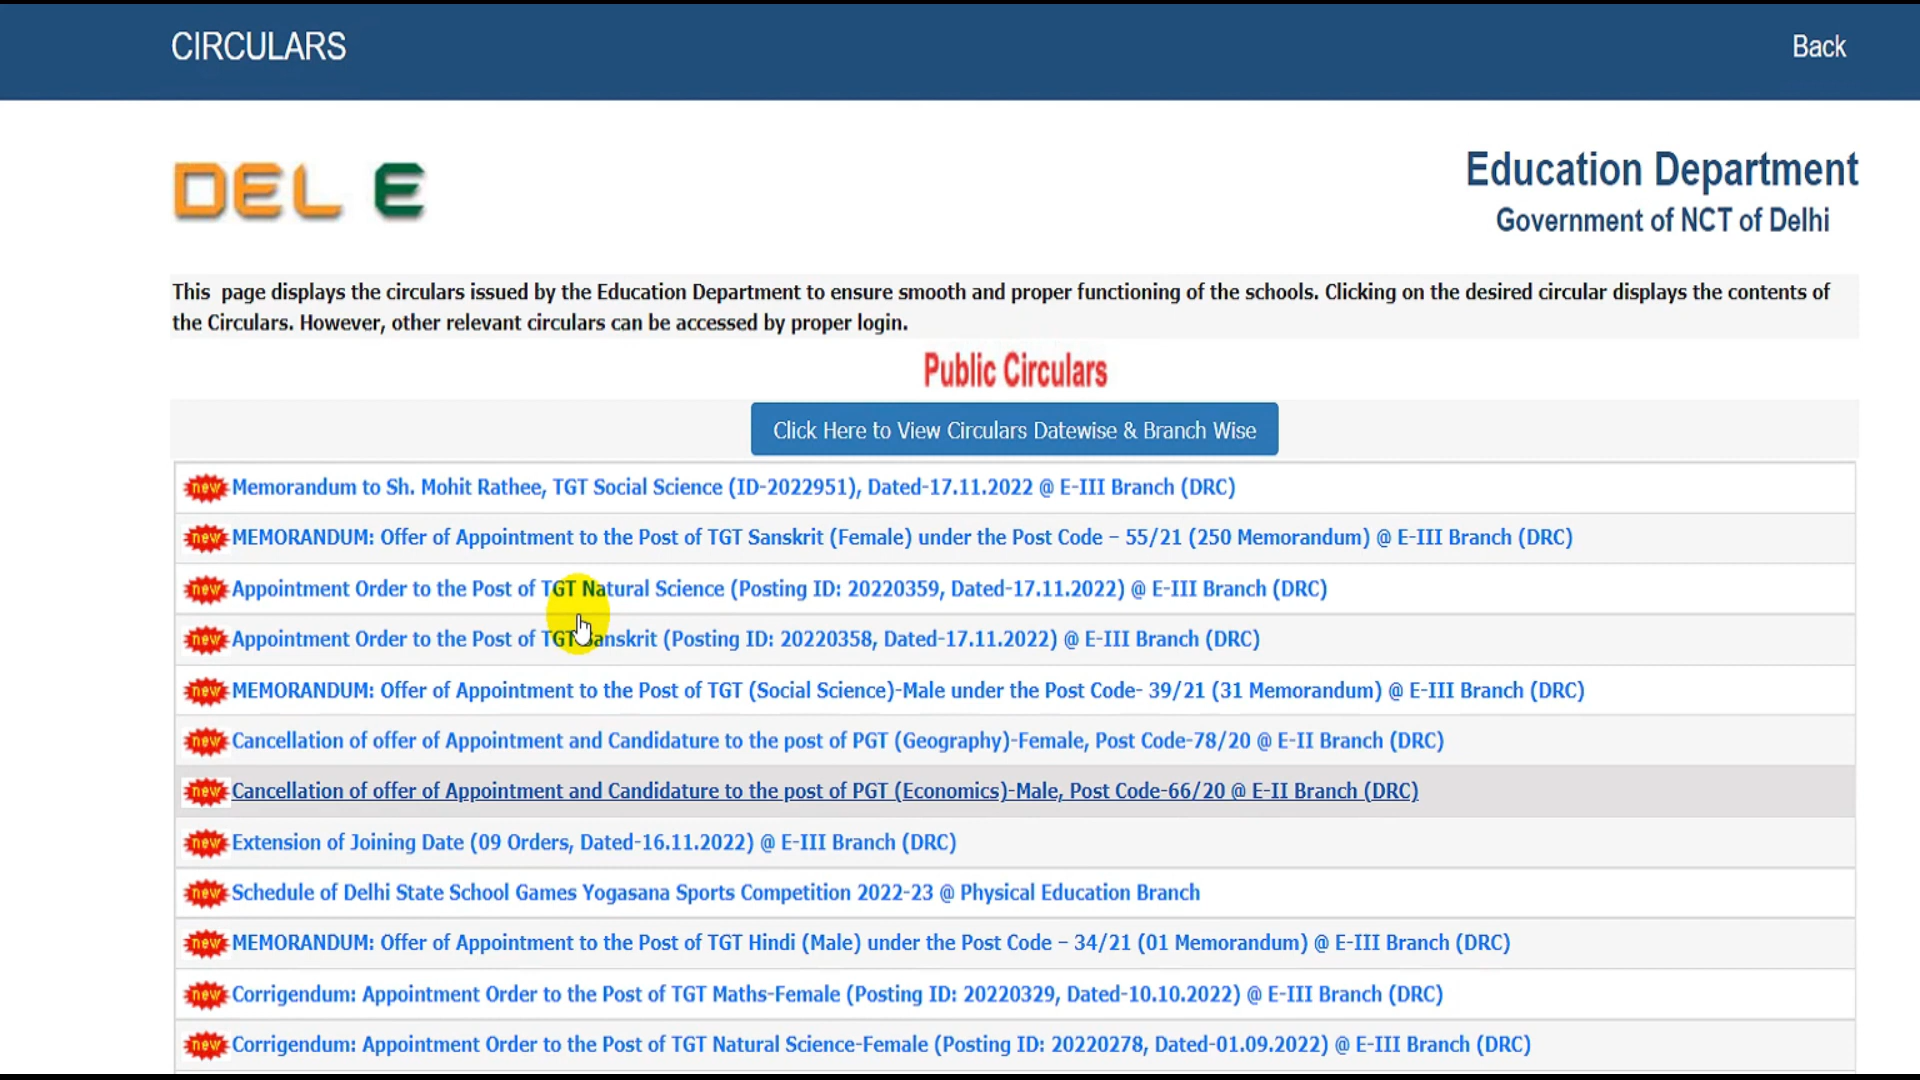 CIRCULARS
Back
DEL E
Education Department
Government of NCT of Delhi
This page displays the circulars issued by the Education Department to ensure smooth and proper functioning of the schools. Clicking on the desired circular displays the contents of
the Circulars. However, other relevant circulars can be accessed by proper login.
Public Circulars
Click Here to View Circulars Datewise & Branch Wise
new Memorandum to Sh. Mohit Rathee, TGT Social Science (ID-2022951), Dated-17.11.2022 @ E-III Branch (DRC)
new MEMORANDUM: Offer of Appointment to the Post of TGT Sanskrit (Female) under the Post Code – 55/21 (250 Memorandum) @ E-III Branch (DRC)
new Appointment Order to the Post of TGT Natural Science (Posting ID: 20220359, Dated-17.11.2022) @ E-III Branch (DRC)
new Appointment Order to the Post of TGT Sanskrit (Posting ID: 20220358, Dated-17.11.2022) @ E-III Branch (DRC)
new MEMORANDUM: Offer of Appointment to the Post of TGT (Social Science)-Male under the Post Code- 39/21 (31 Memorandum) @ E-III Branch (DRC)
new Cancellation of offer of Appointment and Candidature to the post of PGT (Geography)-Female, Post Code-78/20 @ E-II Branch (DRC)
new Cancellation of offer of Appointment and Candidature to the post of PGT (Economics)-Male, Post Code-66/20 @ E-II Branch (DRC)
new Extension of Joining Date (09 Orders, Dated-16.11.2022) @ E-III Branch (DRC)
new Schedule of Delhi State School Games Yogasana Sports Competition 2022-23 @ Physical Education Branch
new MEMORANDUM: Offer of Appointment to the Post of TGT Hindi (Male) under the Post Code – 34/21 (01 Memorandum) @ E-III Branch (DRC)
new Corrigendum: Appointment Order to the Post of TGT Maths-Female (Posting ID: 20220329, Dated-10.10.2022) @ E-III Branch (DRC)
new Corrigendum: Appointment Order to the Post of TGT Natural Science-Female (Posting ID: 20220278, Dated-01.09.2022) @ E-III Branch (DRC)